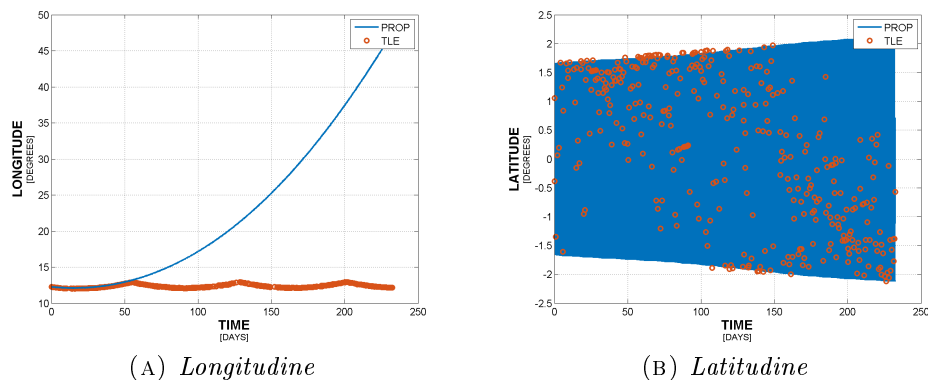 50
45
40
35
30
25
20
15
10
0
50
100
150
200
250
LONGITUDE
[DEGREES]
TIME
[DAYS]
PROP
TLE
(A) Longitudine
2.5
2
1.5
1
0.5
0
-0.5
-1
-1.5
-2
-2.5
0
50
100
150
200
250
LATITUDE
[DEGREES]
TIME
[DAYS]
PROP
TLE
(B) Latitudine